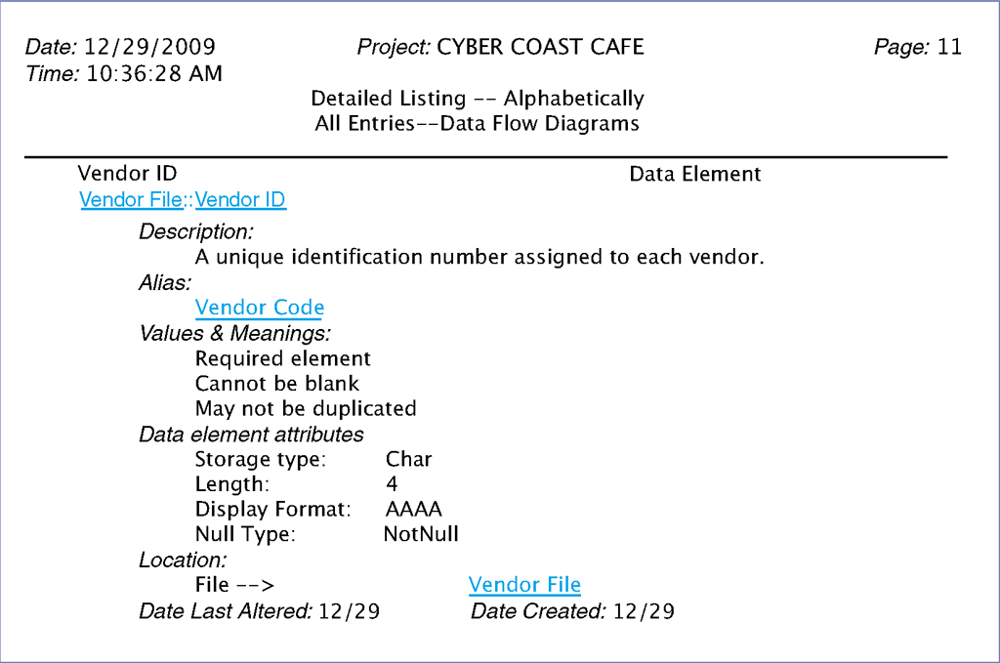 Date: 12/29/2009 Project: CYBER COAST CAFE Page: 11
Time: 10:36:28 AM
Detailed Listing -- Alphabetically
All Entries--Data Flow Diagrams
Vendor ID Data Element
Vendor File::Vendor ID
Description:
A unique identification number assigned to each vendor.
Alias:
Vendor Code
Values & Meanings:
Required element
Cannot be blank
May not be duplicated
Data element attributes
Storage type: Char
Length: 4
Display Format: AAAA
Null Type: NotNull
Location:
File --> Vendor File
Date Last Altered: 12/29 Date Created: 12/29